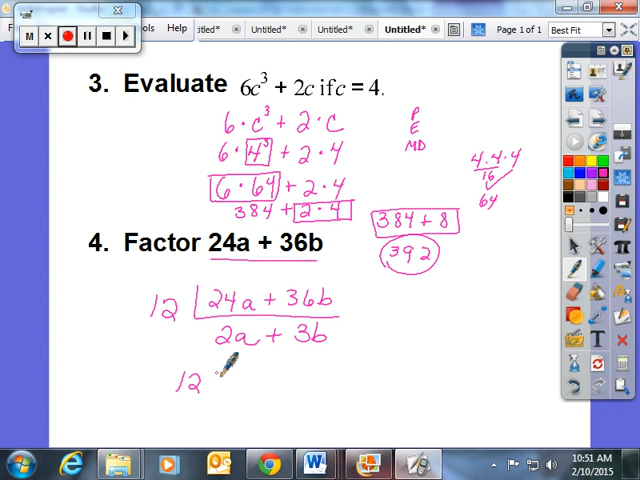 M
Tools Help
titled* Untitled* Untitled* Untitled*
Page 1 of 1 Best Fit
3. Evaluate 6c³ + 2c if c = 4.
6 · c³ + 2 · c
6 · 4³ + 2 · 4
6 · 64 + 2 · 4
384 + 2 · 4
P
E
MD
4 · 4 · 4
16
64
384 + 8
392
4. Factor 24a + 36b
12 24a + 36b
2a + 3b
12
10:51 AM
2/10/2015